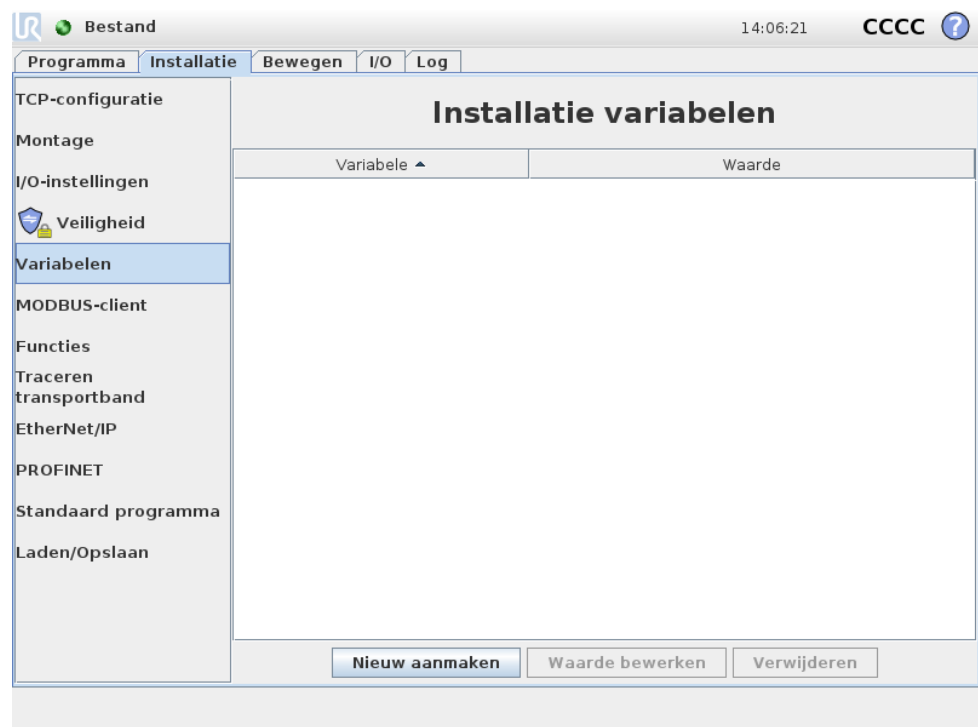 UR Bestand 14:06:21 CCCC ?
Programma Installatie Bewegen I/O Log
TCP-configuratie
Montage
I/O-instellingen
Veiligheid
Variabelen
MODBUS-client
Functies
Traceren
transportband
EtherNet/IP
PROFINET
Standaard programma
Laden/Opslaan
Installatie variabelen
Variabele Waarde
Nieuw aanmaken Waarde bewerken Verwijderen